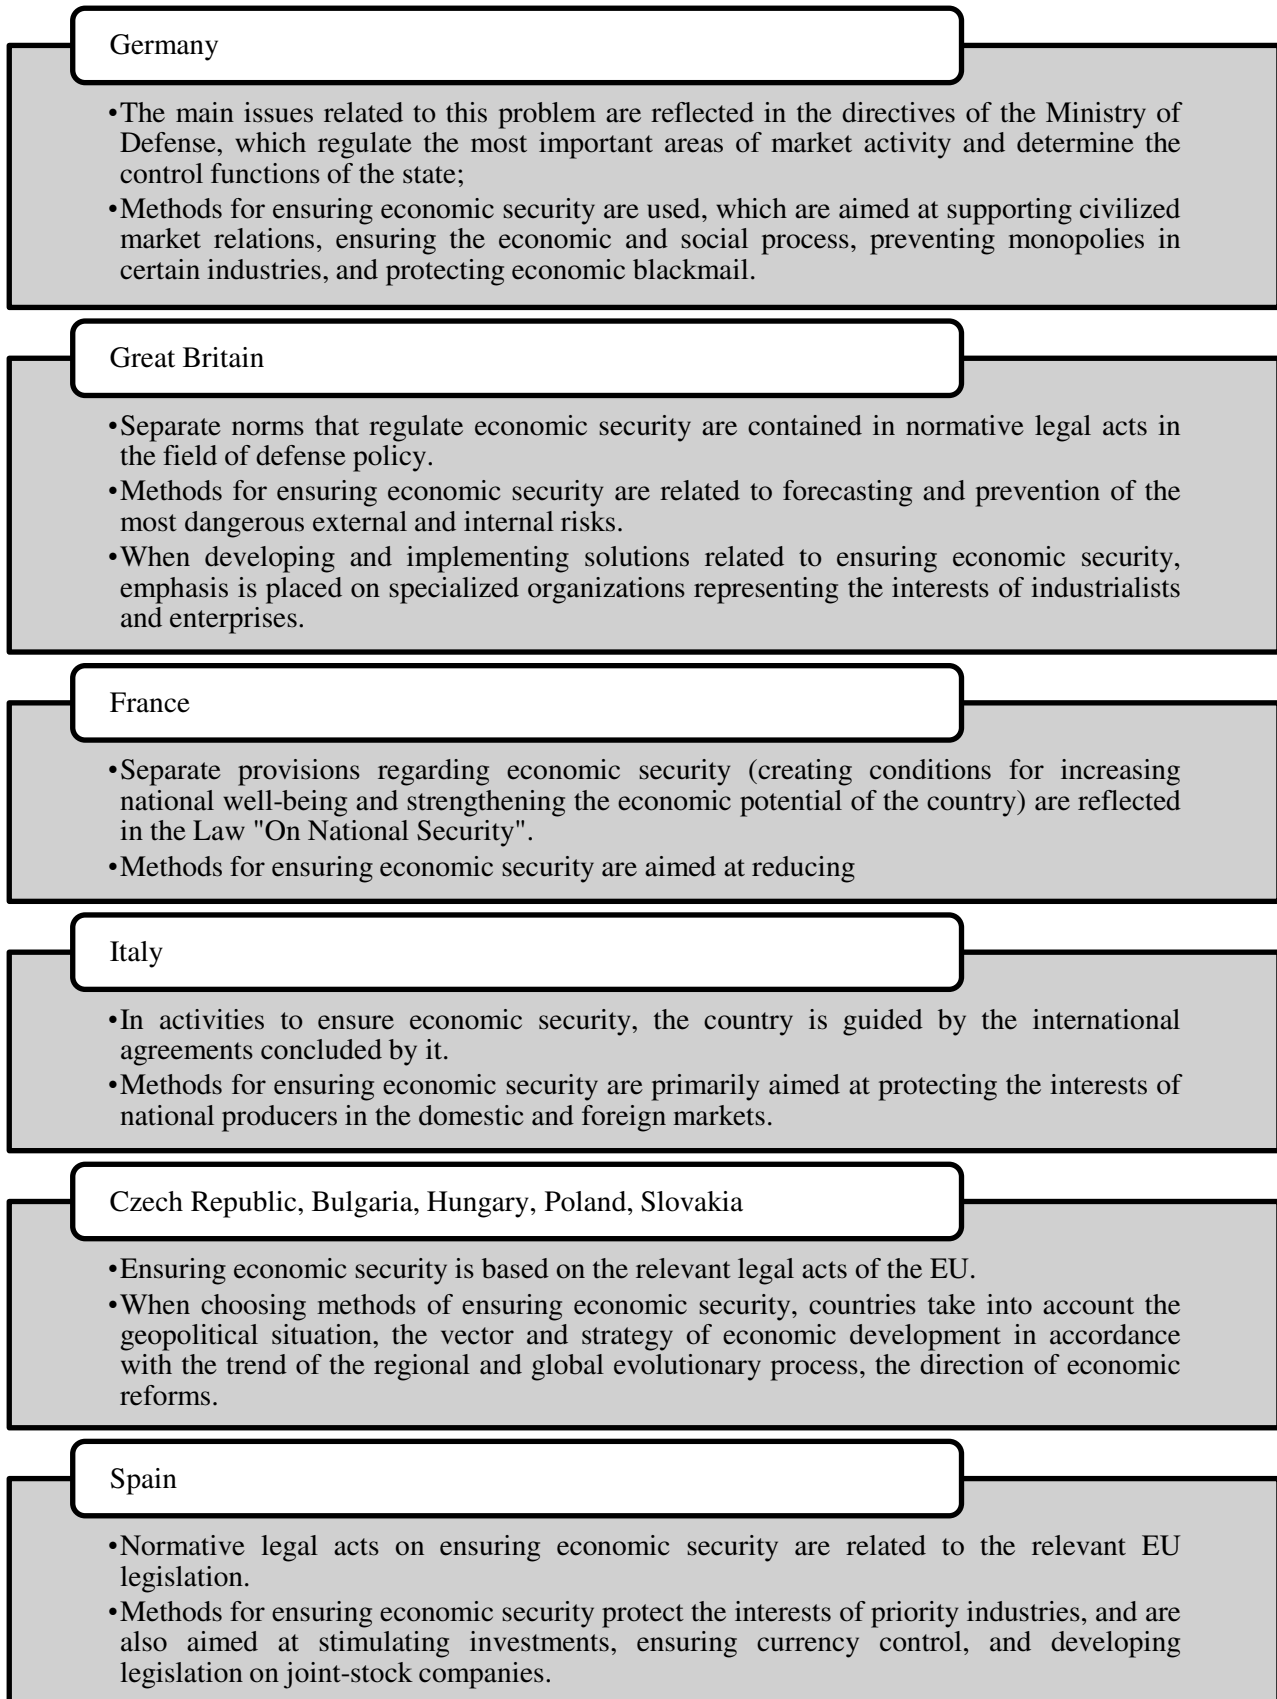 Germany
•The main issues related to this problem are reflected in the directives of the Ministry of
Defense, which regulate the most important areas of market activity and determine the
control functions of the state;
•Methods for ensuring economic security are used, which are aimed at supporting civilized
market relations, ensuring the economic and social process, preventing monopolies in
certain industries, and protecting economic blackmail.
Great Britain
•Separate norms that regulate economic security are contained in normative legal acts in
the field of defense policy.
•Methods for ensuring economic security are related to forecasting and prevention of the
most dangerous external and internal risks.
•When developing and implementing solutions related to ensuring economic security,
emphasis is placed on specialized organizations representing the interests of industrialists
and enterprises.
France
•Separate provisions regarding economic security (creating conditions for increasing
national well-being and strengthening the economic potential of the country) are reflected
in the Law "On National Security".
•Methods for ensuring economic security are aimed at reducing
Italy
•In activities to ensure economic security, the country is guided by the international
agreements concluded by it.
•Methods for ensuring economic security are primarily aimed at protecting the interests of
national producers in the domestic and foreign markets.
Czech Republic, Bulgaria, Hungary, Poland, Slovakia
•Ensuring economic security is based on the relevant legal acts of the EU.
•When choosing methods of ensuring economic security, countries take into account the
geopolitical situation, the vector and strategy of economic development in accordance
with the trend of the regional and global evolutionary process, the direction of economic
reforms.
Spain
•Normative legal acts on ensuring economic security are related to the relevant EU
legislation.
•Methods for ensuring economic security protect the interests of priority industries, and are
also aimed at stimulating investments, ensuring currency control, and developing
legislation on joint-stock companies.